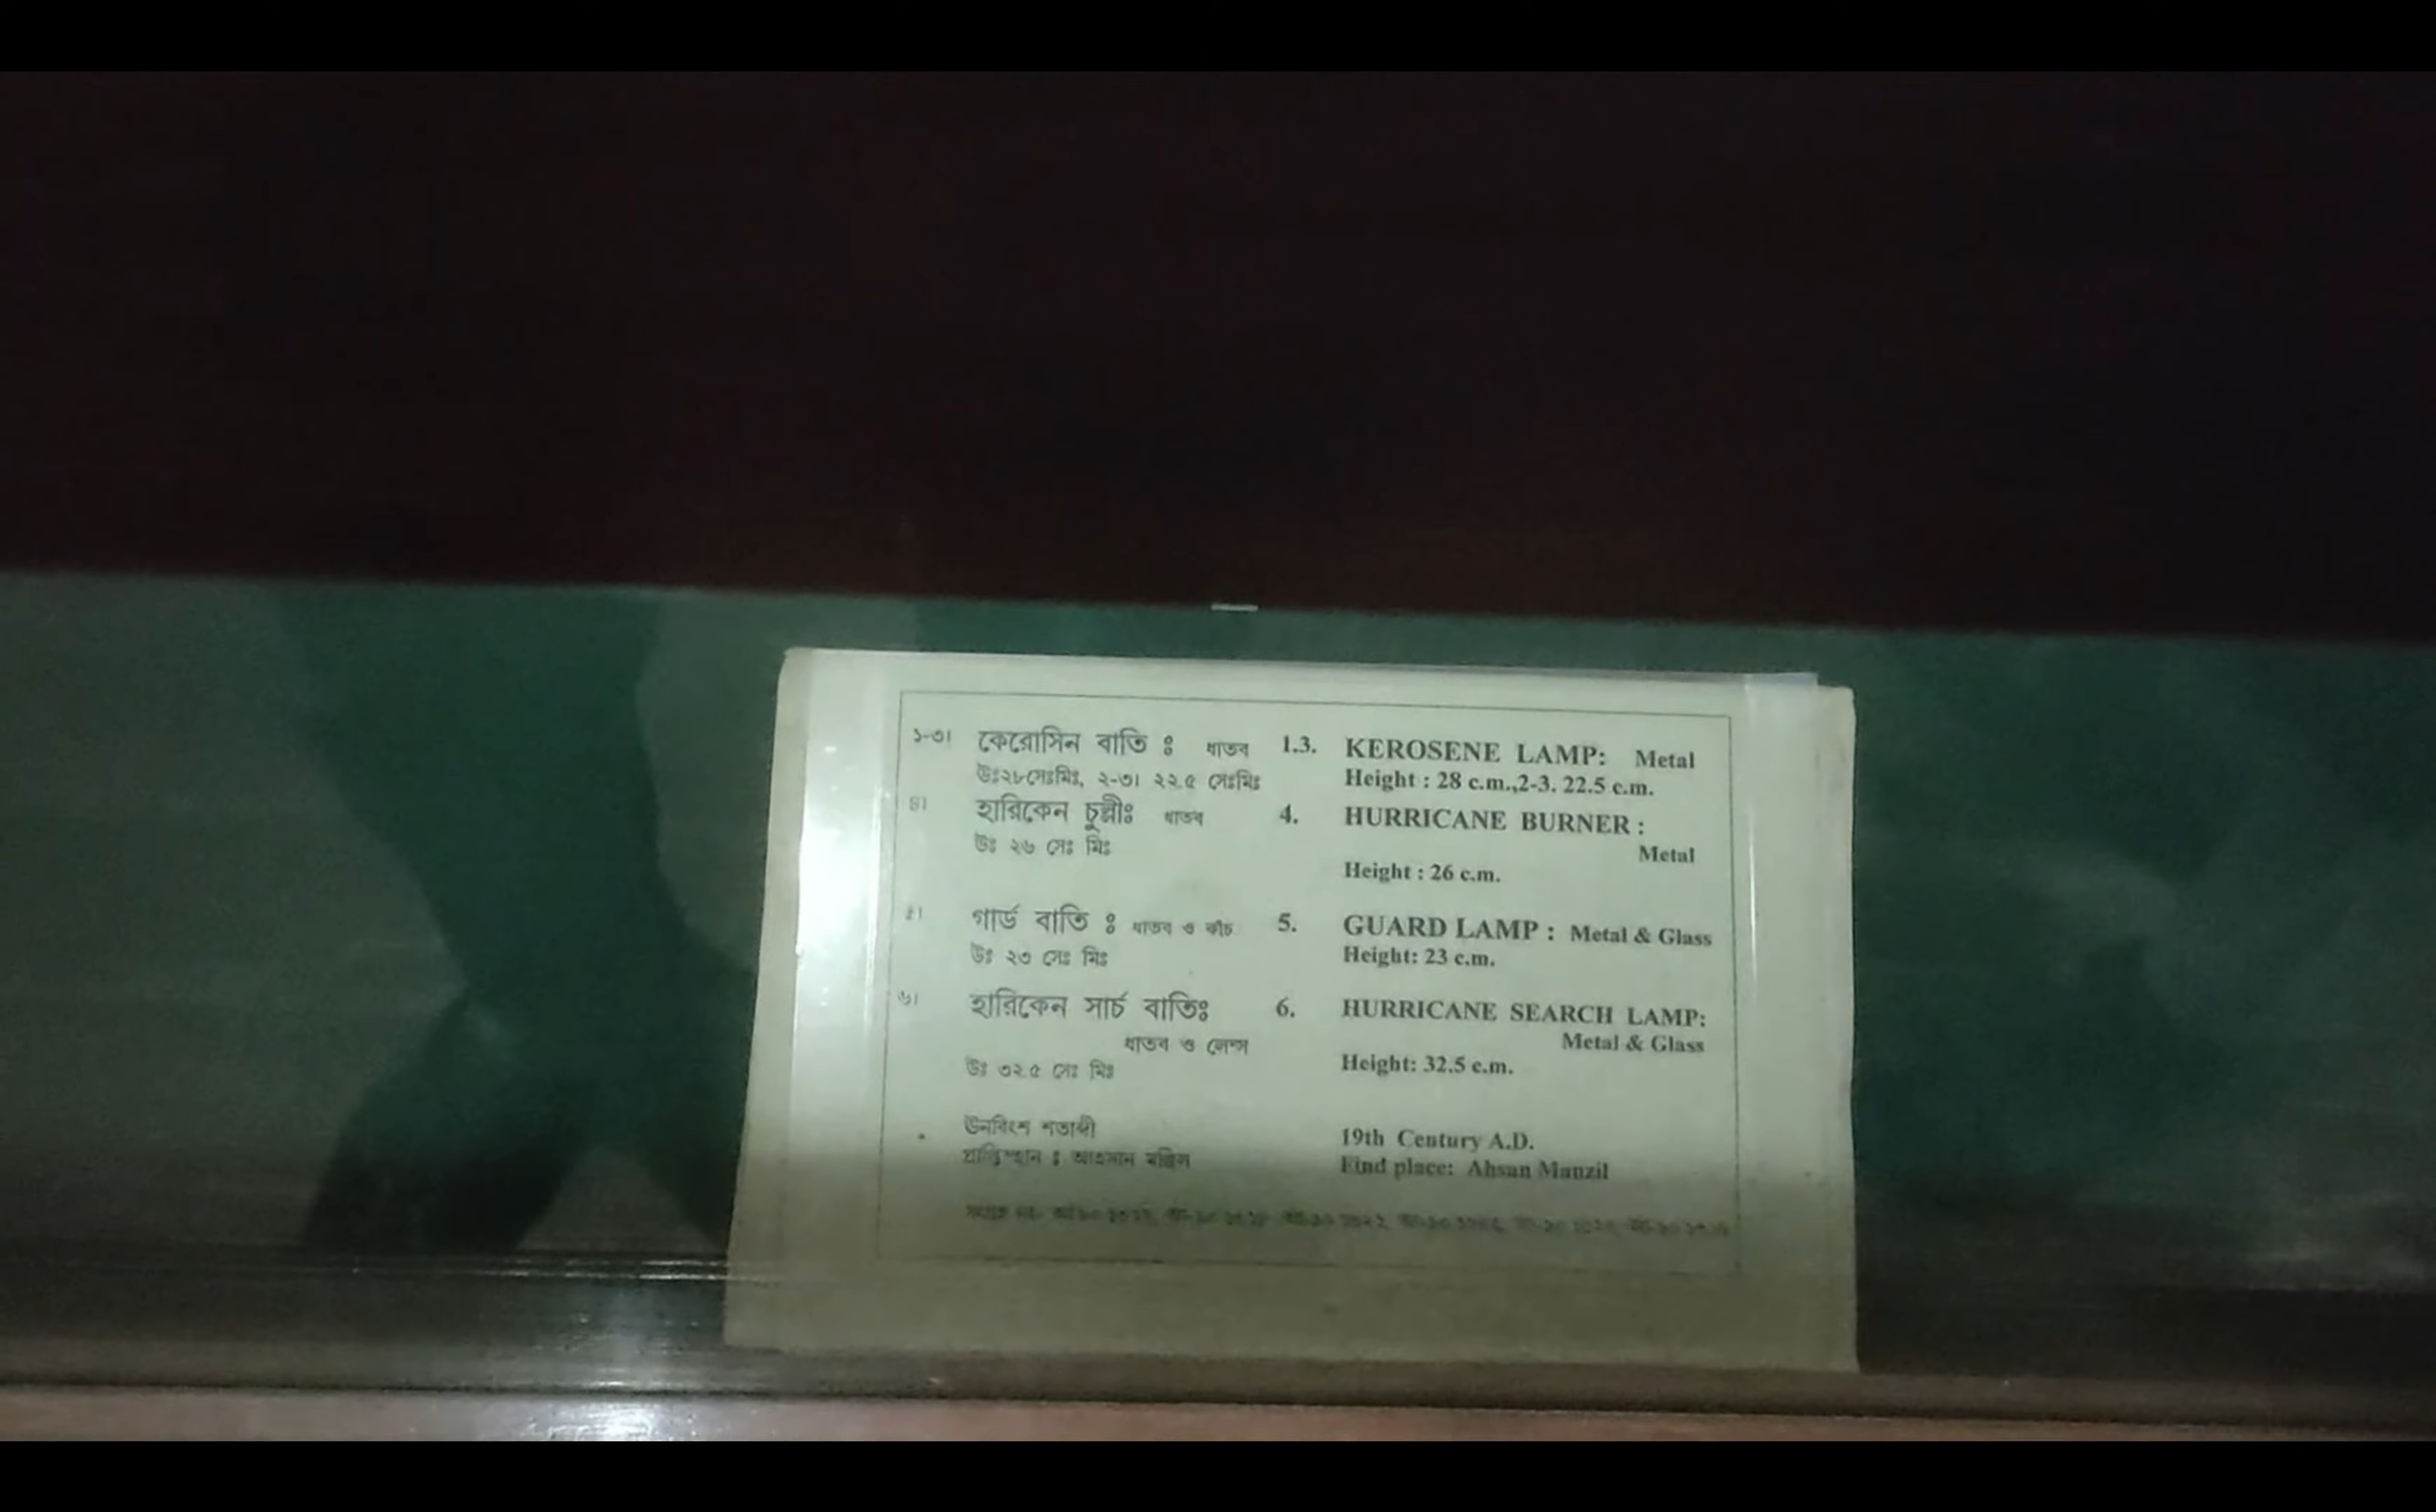 ১-৩। কেরোসিন বাতি ঃ ধাতব
উঃ২৮সেঃমিঃ, ২-৩। ২২.৫ সেঃমিঃ
৪। হারিকেন চুল্লীঃ ধাতব
উঃ ২৬ সেঃ মিঃ
৫। গার্ড বাতি ঃ ধাতব ও কাঁচ
উঃ ২৩ সেঃ মিঃ
৬। হারিকেন সার্চ বাতিঃ
ধাতব ও লেন্স
উঃ ৩২.৫ সেঃ মিঃ
ঊনবিংশ শতাব্দী
প্রাপ্তিস্থান ঃ আহসান মঞ্জিল
1.3. KEROSENE LAMP: Metal
Height : 28 c.m.,2-3. 22.5 c.m.
4. HURRICANE BURNER :
Metal
Height : 26 c.m.
5. GUARD LAMP : Metal & Glass
Height: 23 c.m.
6. HURRICANE SEARCH LAMP:
Metal & Glass
Height: 32.5 c.m.
19th Century A.D.
Find place: Ahsan Manzil
সংগ্রহ নং-